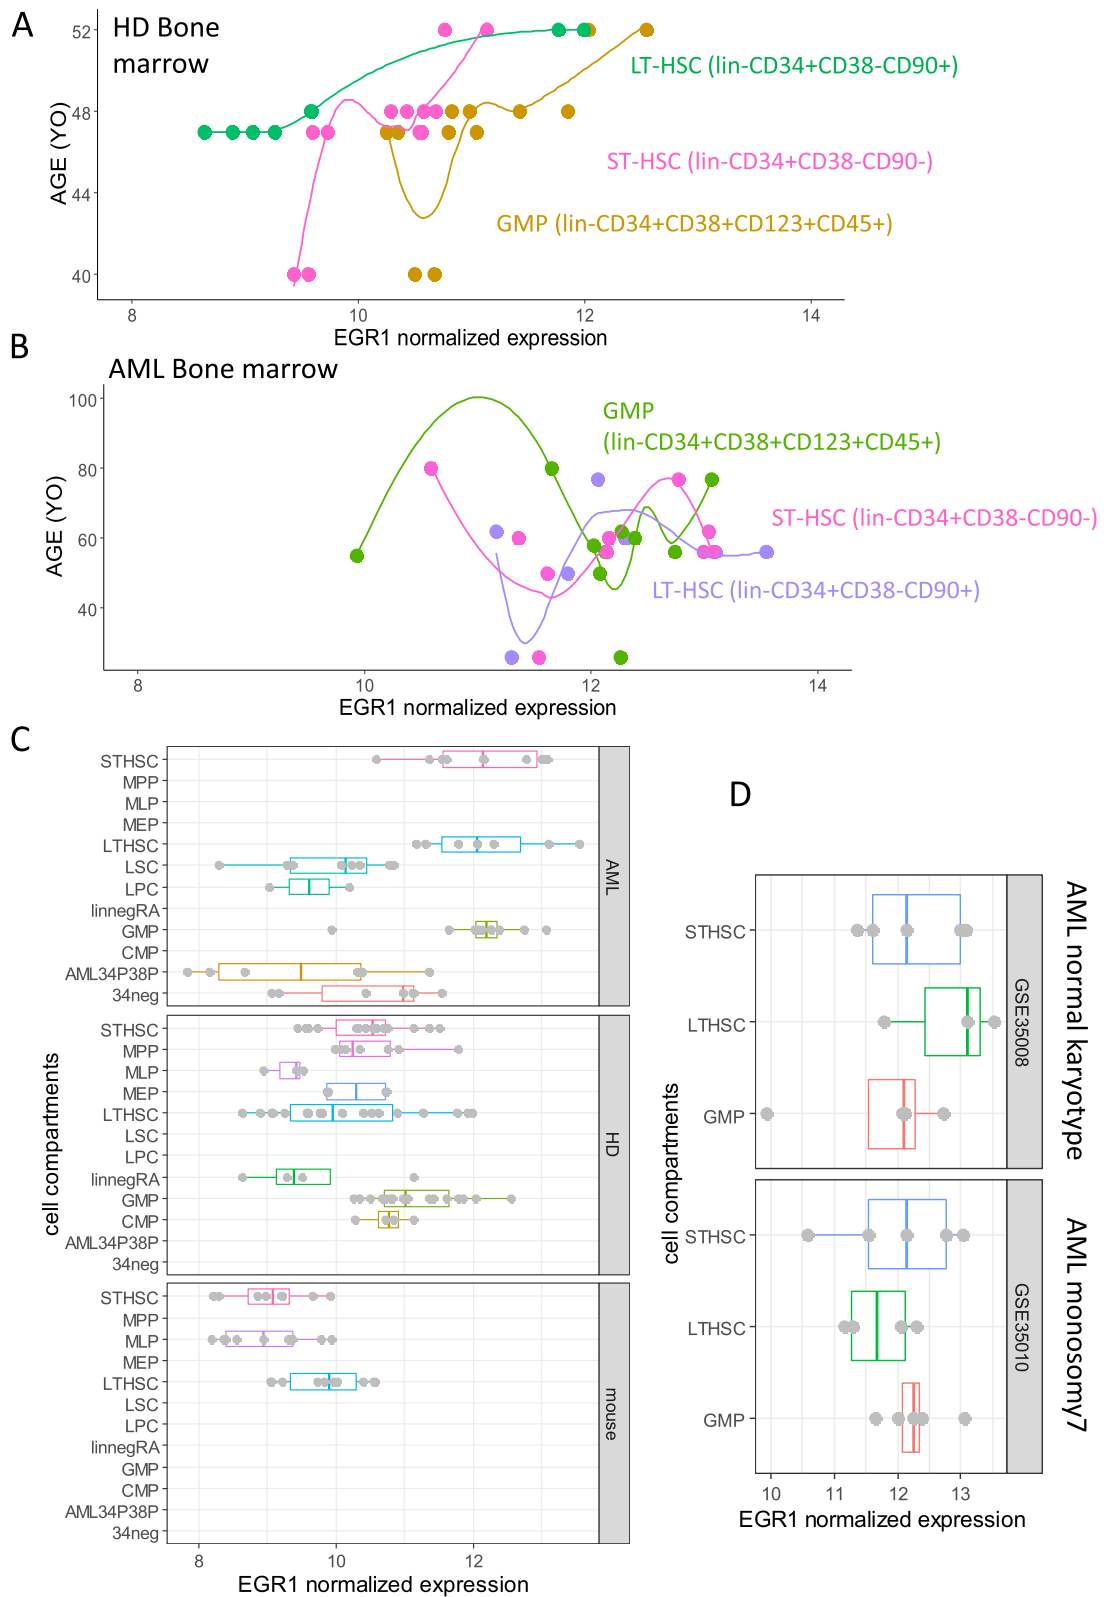 A
HD Bone
marrow
52
48
44
40
AGE (YO)
LT-HSC (lin-CD34+CD38-CD90+)
ST-HSC (lin-CD34+CD38-CD90-)
GMP (lin-CD34+CD38+CD123+CD45+)
8 10 12 14
EGR1 normalized expression
B
AML Bone marrow
100
80
60
40
AGE (YO)
GMP
(lin-CD34+CD38+CD123+CD45+)
ST-HSC (lin-CD34+CD38-CD90-)
LT-HSC (lin-CD34+CD38-CD90+)
8 10 12 14
EGR1 normalized expression
C
cell compartments
STHSC
MPP
MLP
MEP
LTHSC
LSC
LPC
linnegRA
GMP
CMP
AML34P38P
34neg
AML
STHSC
MPP
MLP
MEP
LTHSC
LSC
LPC
linnegRA
GMP
CMP
AML34P38P
34neg
HD
STHSC
MPP
MLP
MEP
LTHSC
LSC
LPC
linnegRA
GMP
CMP
AML34P38P
34neg
mouse
8 10 12
EGR1 normalized expression
D
cell compartments
STHSC
LTHSC
GMP
GSE35008
AML normal karyotype
STHSC
LTHSC
GMP
GSE35010
AML monosomy7
10 11 12 13
EGR1 normalized expression